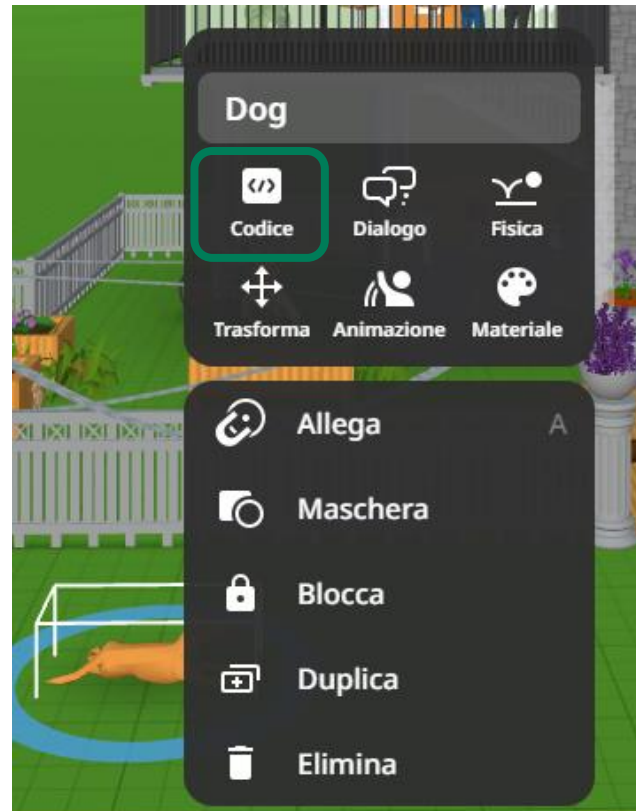 Dog
Codice Dialogo Fisica
Trasforma Animazione Materiale
Allega A
Maschera
Blocca
Duplica
Elimina